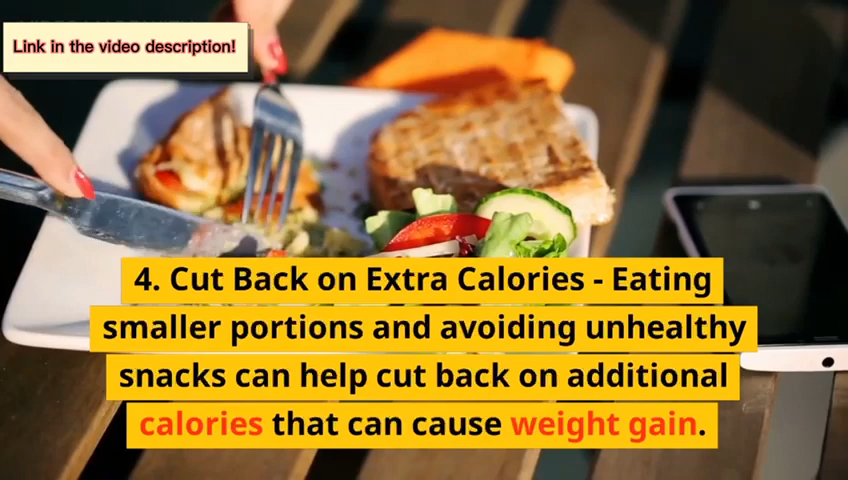 Link in the video description!
4. Cut Back on Extra Calories - Eating
smaller portions and avoiding unhealthy
snacks can help cut back on additional
calories that can cause weight gain.